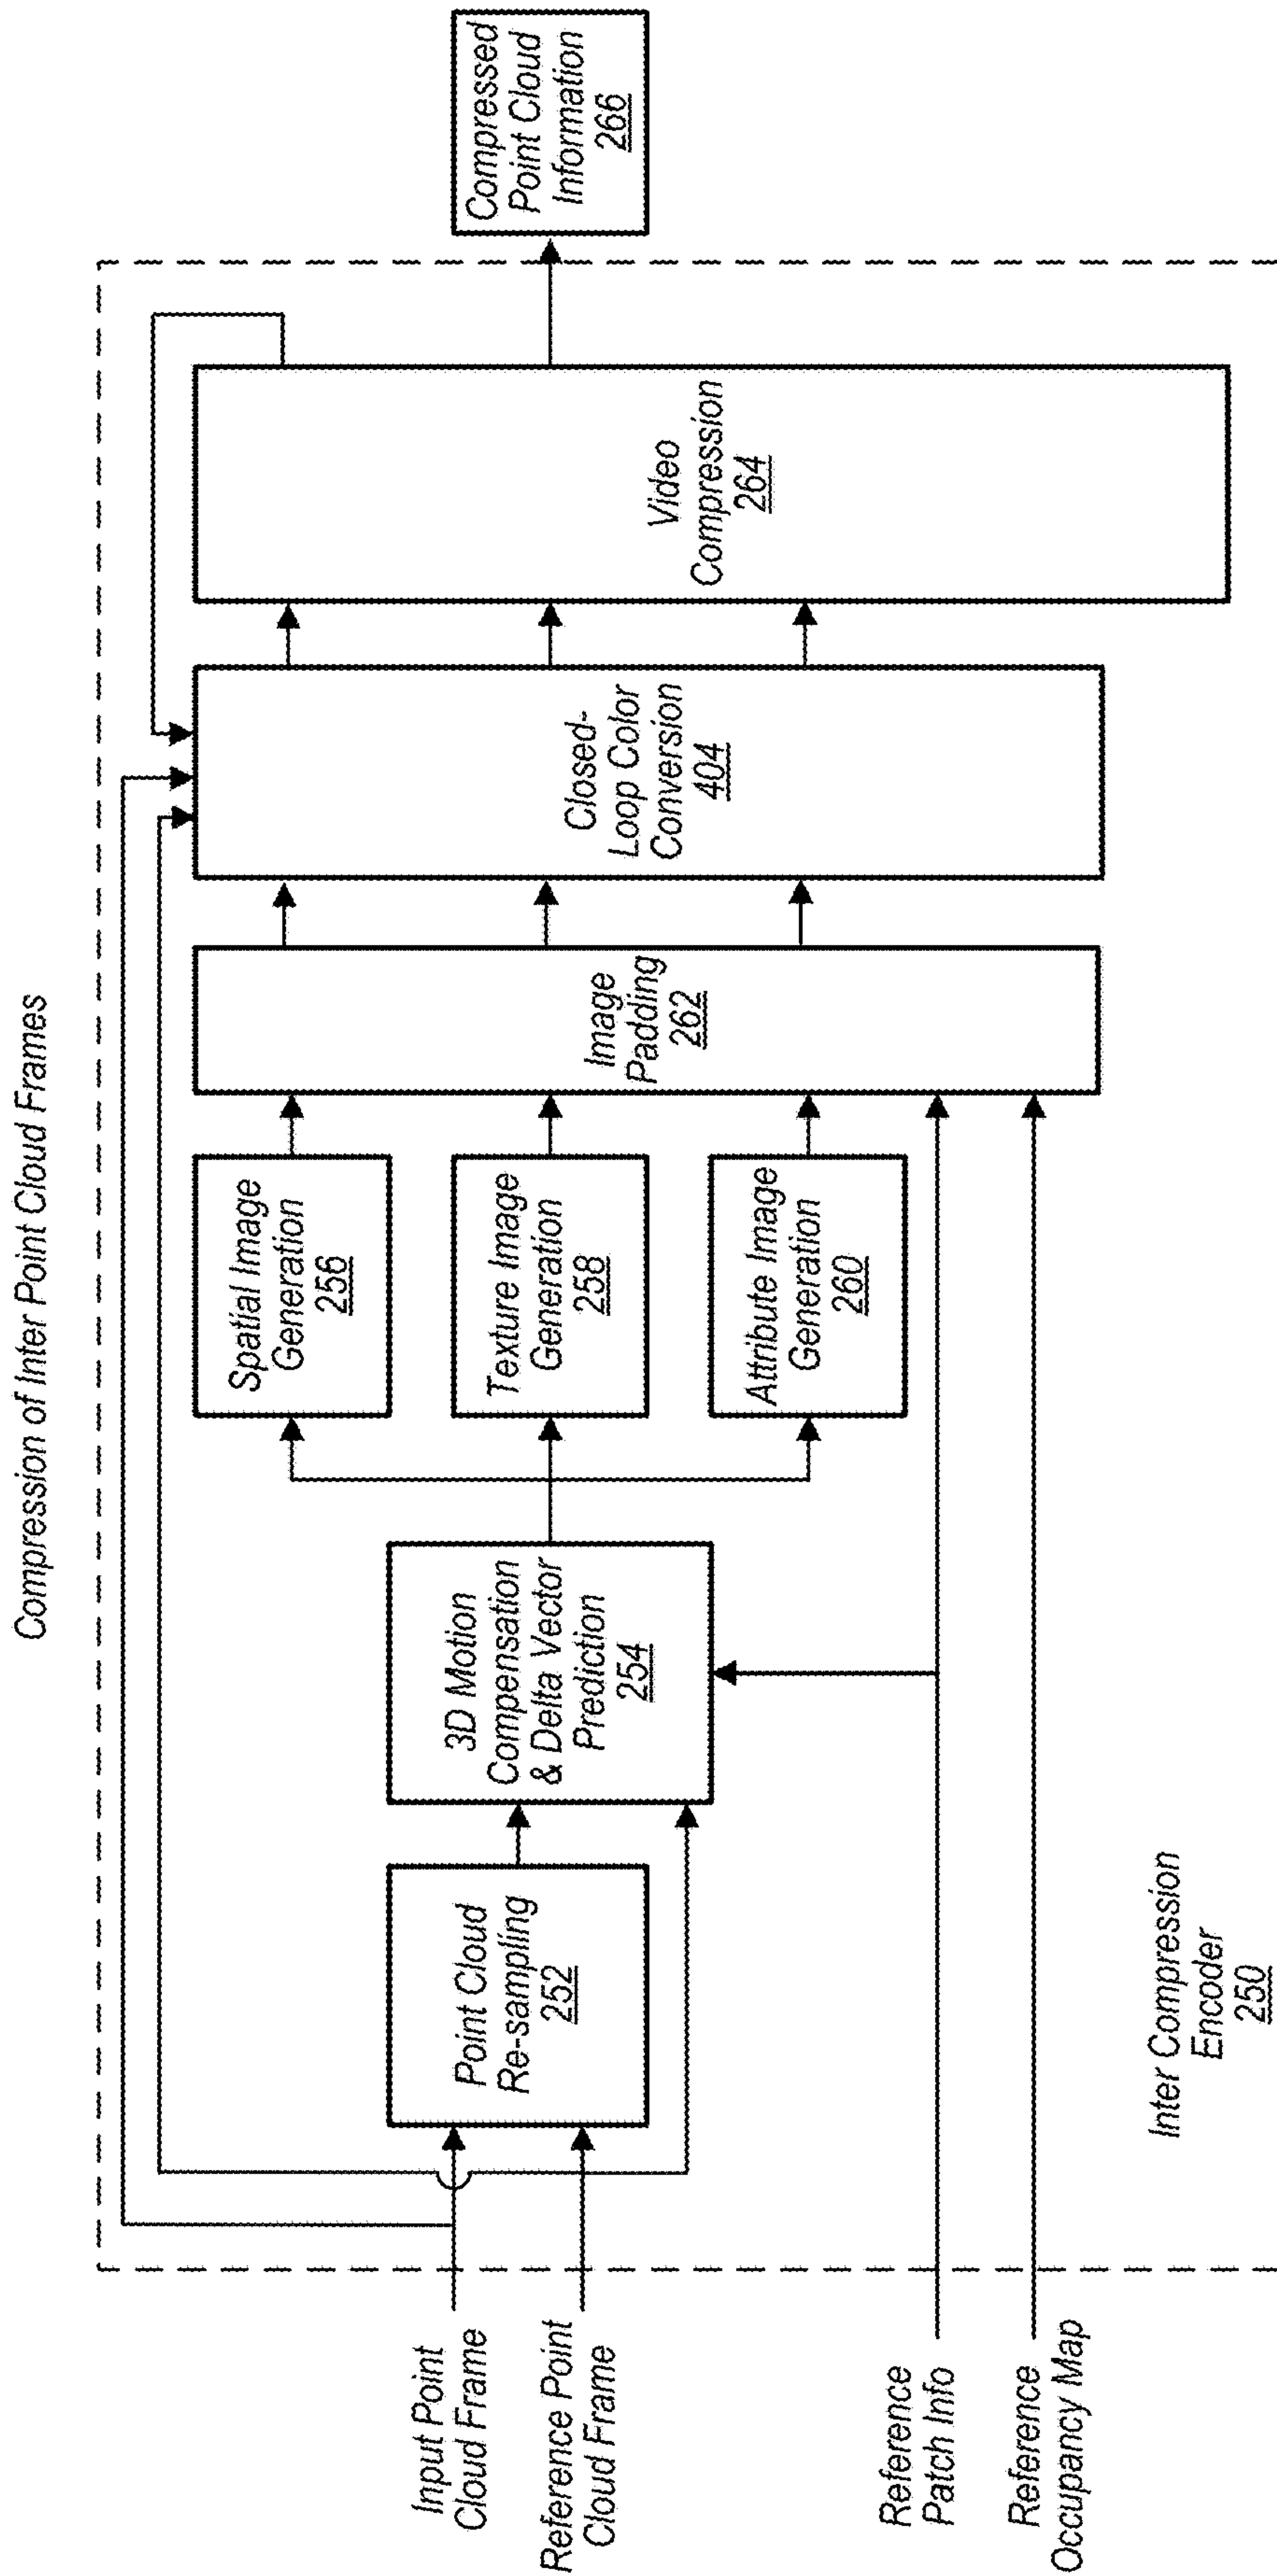 Compression of Inter Point Cloud Frames
Input Point
Cloud Frame
Reference Point
Cloud Frame
Reference
Patch Info
Reference
Occupancy Map
Point Cloud
Re-sampling
252
3D Motion
Compensation
& Delta Vector
Prediction
254
Spatial Image
Generation
256
Texture Image
Generation
258
Attribute Image
Generation
260
Image
Padding
262
Closed-
Loop Color
Conversion
404
Video
Compression
264
Compressed
Point Cloud
Information
266
Inter Compression
Encoder
250